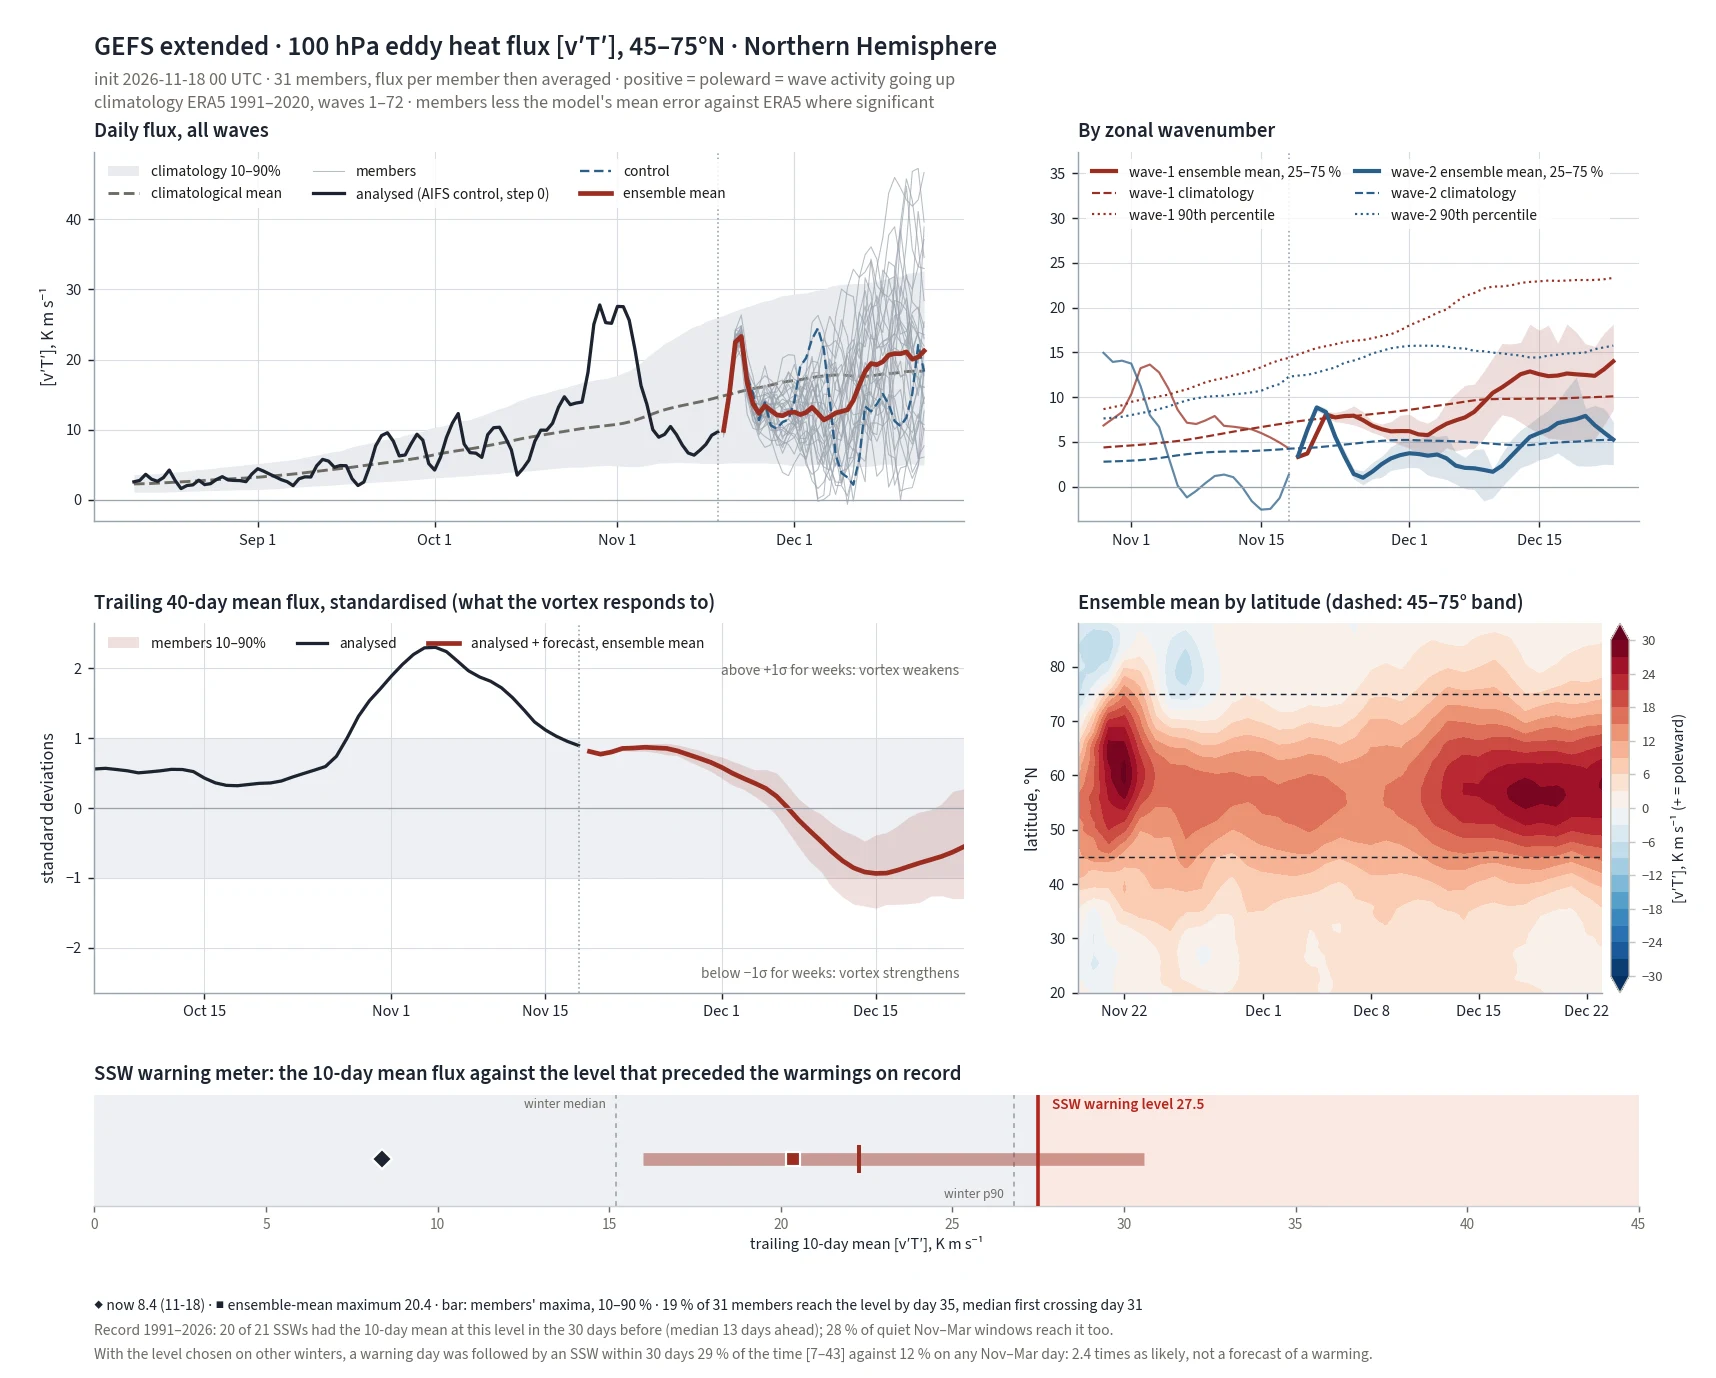 GEFS extended · 100 hPa eddy heat flux [v′T′], 45–75°N · Northern Hemisphere
init 2026-11-18 00 UTC · 31 members, flux per member then averaged · positive = poleward = wave activity going up
climatology ERA5 1991–2020, waves 1–72 · members less the model's mean error against ERA5 where significant
Daily flux, all waves
climatology 10–90%
members
control
climatological mean
analysed (AIFS control, step 0)
ensemble mean
[v′T′], K m s⁻¹
40
30
20
10
0
Sep 1
Oct 1
Nov 1
Dec 1
By zonal wavenumber
wave-1 ensemble mean, 25–75 %
wave-2 ensemble mean, 25–75 %
wave-1 climatology
wave-2 climatology
wave-1 90th percentile
wave-2 90th percentile
35
30
25
20
15
10
5
0
Nov 1
Nov 15
Dec 1
Dec 15
Trailing 40-day mean flux, standardised (what the vortex responds to)
members 10–90%
analysed
analysed + forecast, ensemble mean
above +1σ for weeks: vortex weakens
below −1σ for weeks: vortex strengthens
standard deviations
2
1
0
−1
−2
Oct 15
Nov 1
Nov 15
Dec 1
Dec 15
Ensemble mean by latitude (dashed: 45–75° band)
latitude, °N
80
70
60
50
40
30
20
Nov 22
Dec 1
Dec 8
Dec 15
Dec 22
30
24
18
12
6
0
−6
−12
−18
−24
−30
[v′T′], K m s⁻¹ (+ = poleward)
SSW warning meter: the 10-day mean flux against the level that preceded the warmings on record
winter median
SSW warning level 27.5
winter p90
0
5
10
15
20
25
30
35
40
45
trailing 10-day mean [v′T′], K m s⁻¹
◆ now 8.4 (11-18) · ■ ensemble-mean maximum 20.4 · bar: members' maxima, 10–90 % · 19 % of 31 members reach the level by day 35, median first crossing day 31
Record 1991–2026: 20 of 21 SSWs had the 10-day mean at this level in the 30 days before (median 13 days ahead); 28 % of quiet Nov–Mar windows reach it too.
With the level chosen on other winters, a warning day was followed by an SSW within 30 days 29 % of the time [7–43] against 12 % on any Nov–Mar day: 2.4 times as likely, not a forecast of a warming.